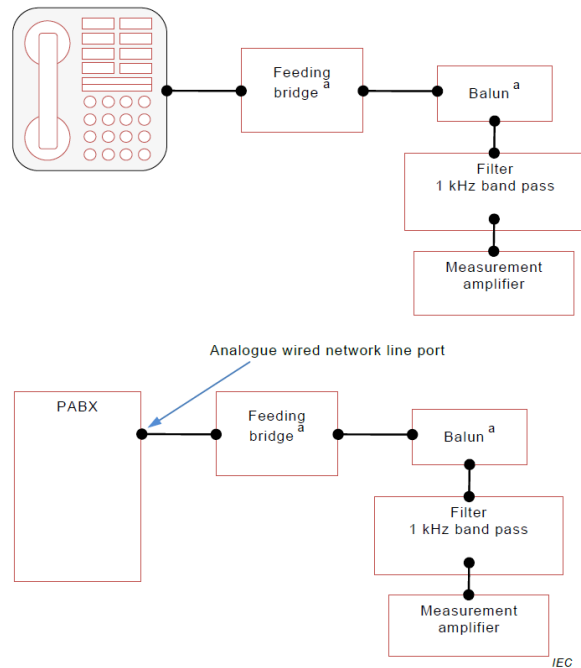 Feeding
bridge a
Balun a
Filter
1 kHz band pass
Measurement
amplifier
Analogue wired network line port
PABX
Feeding
bridge a
Balun a
Filter
1 kHz band pass
Measurement
amplifier
IEC